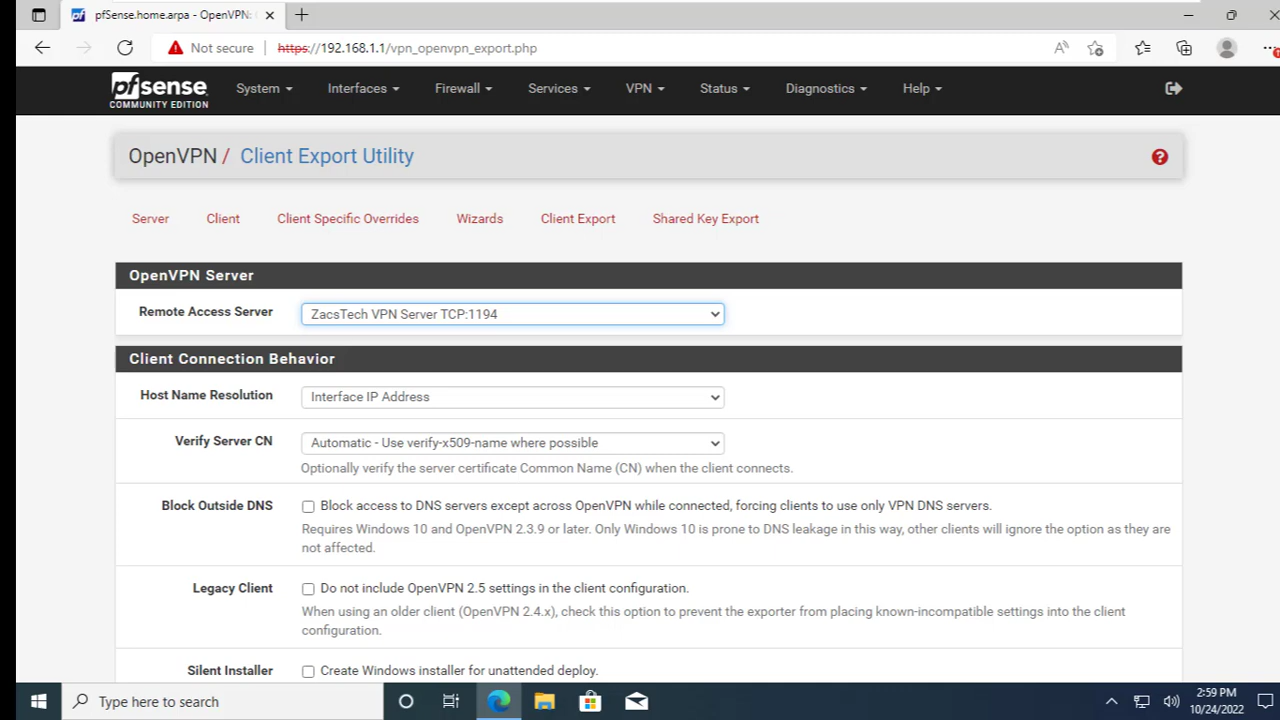 pfSense.home.arpa - OpenVPN:
Not secure https://192.168.1.1/vpn_openvpn_export.php
pfsense
COMMUNITY EDITION
System Interfaces Firewall Services VPN Status Diagnostics Help
OpenVPN / Client Export Utility
Server Client Client Specific Overrides Wizards Client Export Shared Key Export
OpenVPN Server
Remote Access Server ZacsTech VPN Server TCP:1194
Client Connection Behavior
Host Name Resolution Interface IP Address
Verify Server CN Automatic - Use verify-x509-name where possible
Optionally verify the server certificate Common Name (CN) when the client connects.
Block Outside DNS Block access to DNS servers except across OpenVPN while connected, forcing clients to use only VPN DNS servers.
Requires Windows 10 and OpenVPN 2.3.9 or later. Only Windows 10 is prone to DNS leakage in this way, other clients will ignore the option as they are
not affected.
Legacy Client Do not include OpenVPN 2.5 settings in the client configuration.
When using an older client (OpenVPN 2.4.x), check this option to prevent the exporter from placing known-incompatible settings into the client
configuration.
Silent Installer Create Windows installer for unattended deploy.
Type here to search
2:59 PM
10/24/2022